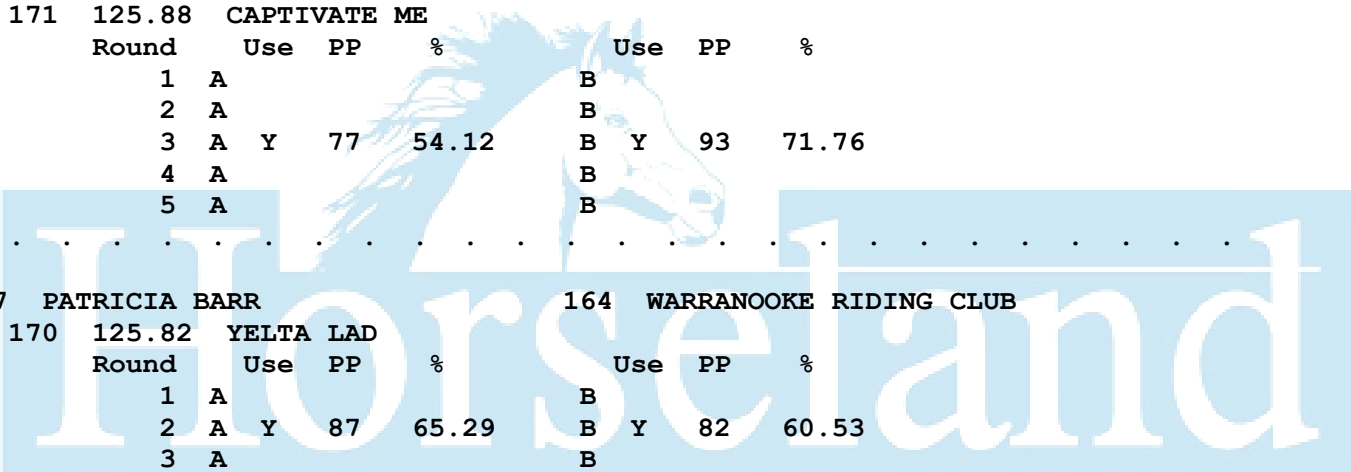 171 125.88 CAPTIVATE ME
Round Use PP % Use PP %
1 A B
2 A B
3 A Y 77 54.12 B Y 93 71.76
4 A B
5 A B
. . . . . . . . . . . . . . . . . . . . . . . . .
7 PATRICIA BARR 164 WARRANOOKE RIDING CLUB
170 125.82 YELTA LAD
Round Use PP % Use PP %
1 A B
2 A Y 87 65.29 B Y 82 60.53
3 A B
Horseland